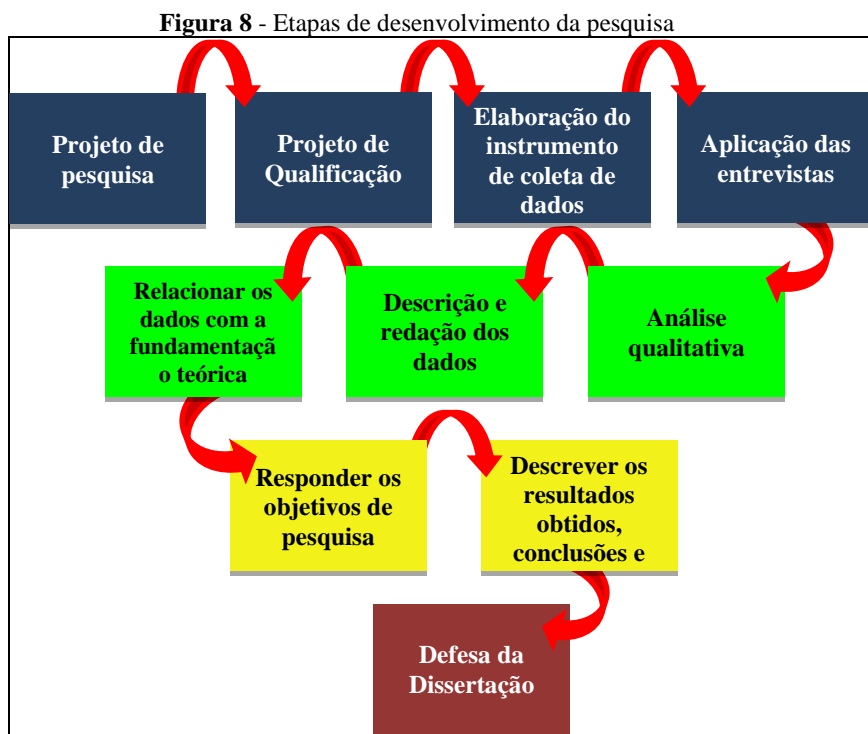 Figura 8 - Etapas de desenvolvimento da pesquisa
Projeto de
pesquisa
Projeto de
Qualificação
Elaboração do
instrumento
de coleta de
dados
Aplicação das
entrevistas
Relacionar os
dados com a
fundamentaçã
o teórica
Descrição e
redação dos
dados
Análise
qualitativa
Responder os
objetivos de
pesquisa
Descrever os
resultados
obtidos,
conclusões e
Defesa da
Dissertação